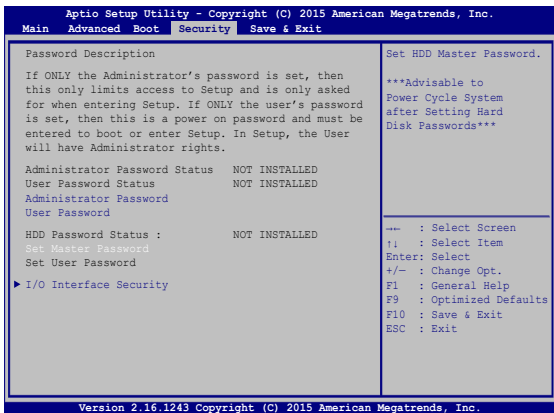 Aptio Setup Utility - Copyright (C) 2015 American Megatrends, Inc.
Main Advanced Boot Security Save & Exit
Password Description
If ONLY the Administrator's password is set, then
this only limits access to Setup and is only asked
for when entering Setup. If ONLY the user's password
is set, then this is a power on password and must be
entered to boot or enter Setup. In Setup, the User
will have Administrator rights.
Administrator Password Status NOT INSTALLED
User Password Status NOT INSTALLED
Administrator Password
User Password
HDD Password Status : NOT INSTALLED
Set Master Password
Set User Password
▶ I/O Interface Security
Set HDD Master Password.
***Advisable to
Power Cycle System
after Setting Hard
Disk Passwords***
→← : Select Screen
↑↓ : Select Item
Enter: Select
+/— : Change Opt.
F1 : General Help
F9 : Optimized Defaults
F10 : Save & Exit
ESC : Exit
Version 2.16.1243 Copyright (C) 2015 American Megatrends, Inc.